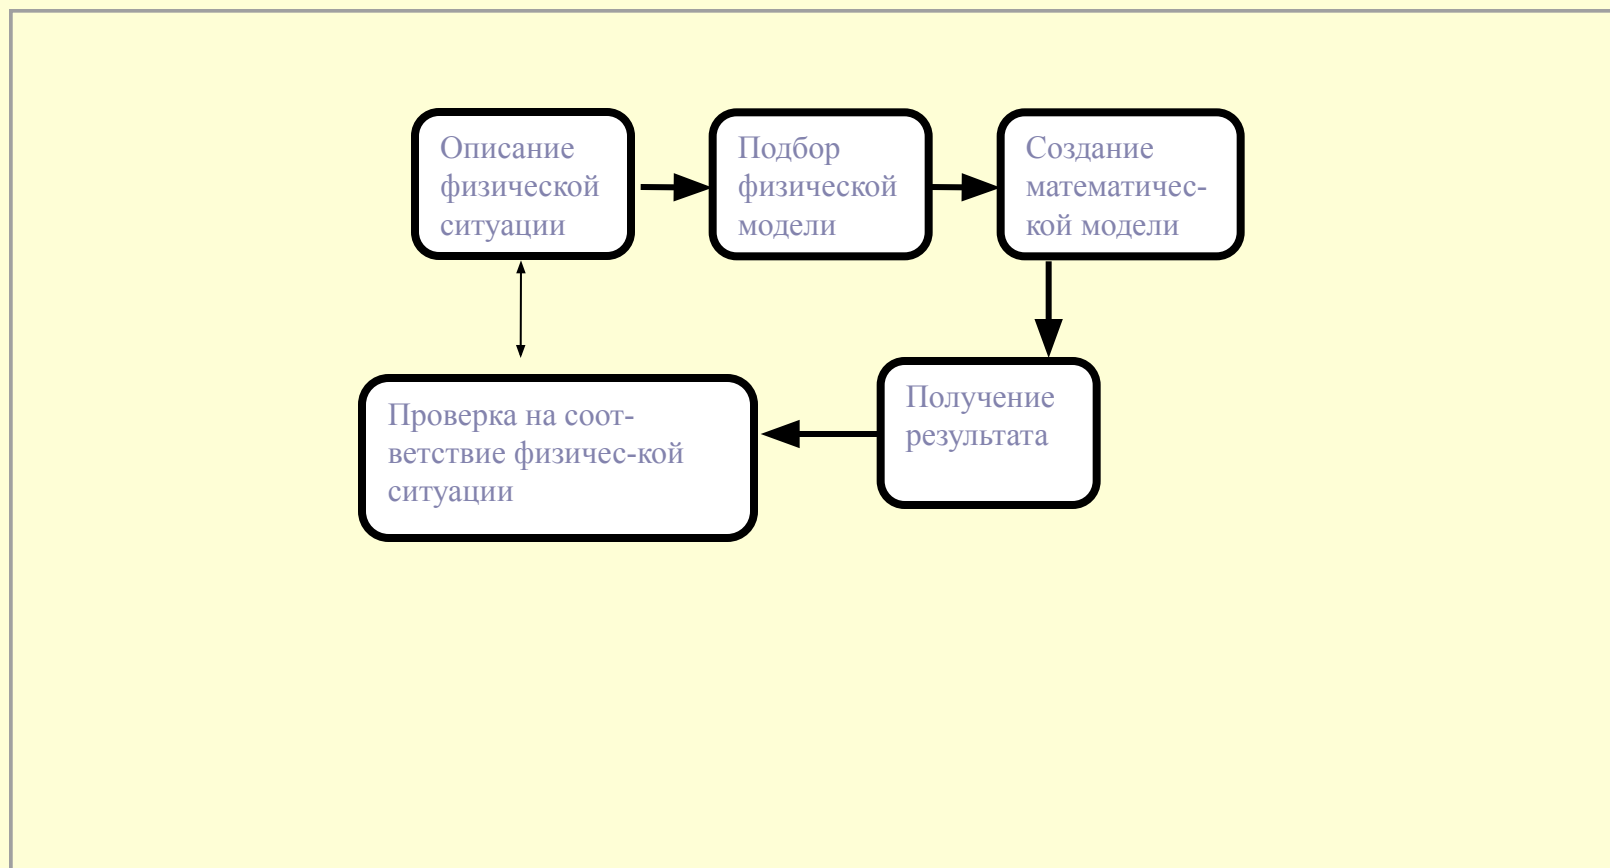 Описание
физической
ситуации
Подбор
физической
модели
Создание
математичес-
кой модели
Получение
результата
Проверка на соот-
ветствие физичес-кой
ситуации